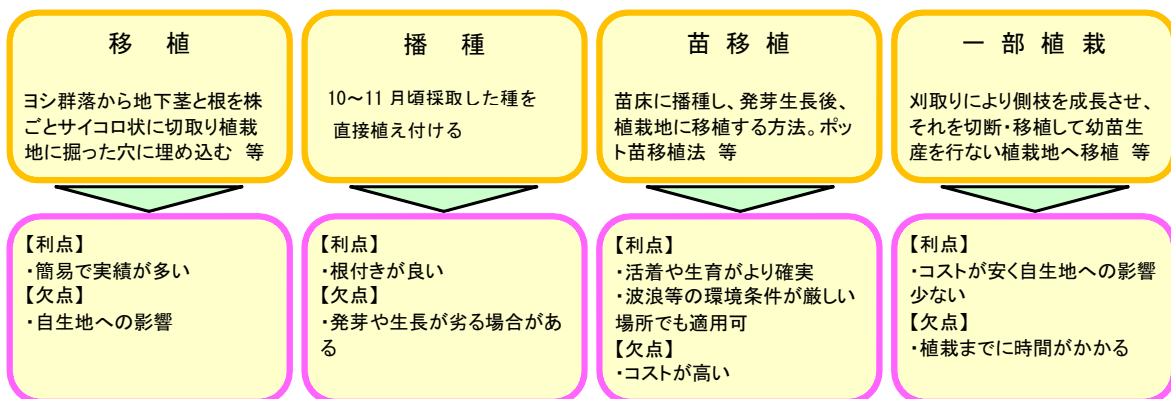 移 植
ヨシ群落から地下茎と根を株
ごとサイコロ状に切取り植栽
地に掘った穴に埋め込む 等
【利点】
・簡易で実績が多い
【欠点】
・自生地への影響
播 種
10~11 月頃採取した種を
直接植え付ける
【利点】
・根付きが良い
【欠点】
・発芽や生長が劣る場合があ
る
苗 移 植
苗床に播種し、発芽生長後、
植栽地に移植する方法。ポッ
ト苗移植法 等
【利点】
・活着や生育がより確実
・波浪等の環境条件が厳しい
場所でも適用可
【欠点】
・コストが高い
一 部 植 栽
刈取りにより側枝を成長させ、
それを切断・移植して幼苗生
産を行ない植栽地へ移植 等
【利点】
・コストが安く自生地への影響
少ない
【欠点】
・植栽までに時間がかかる